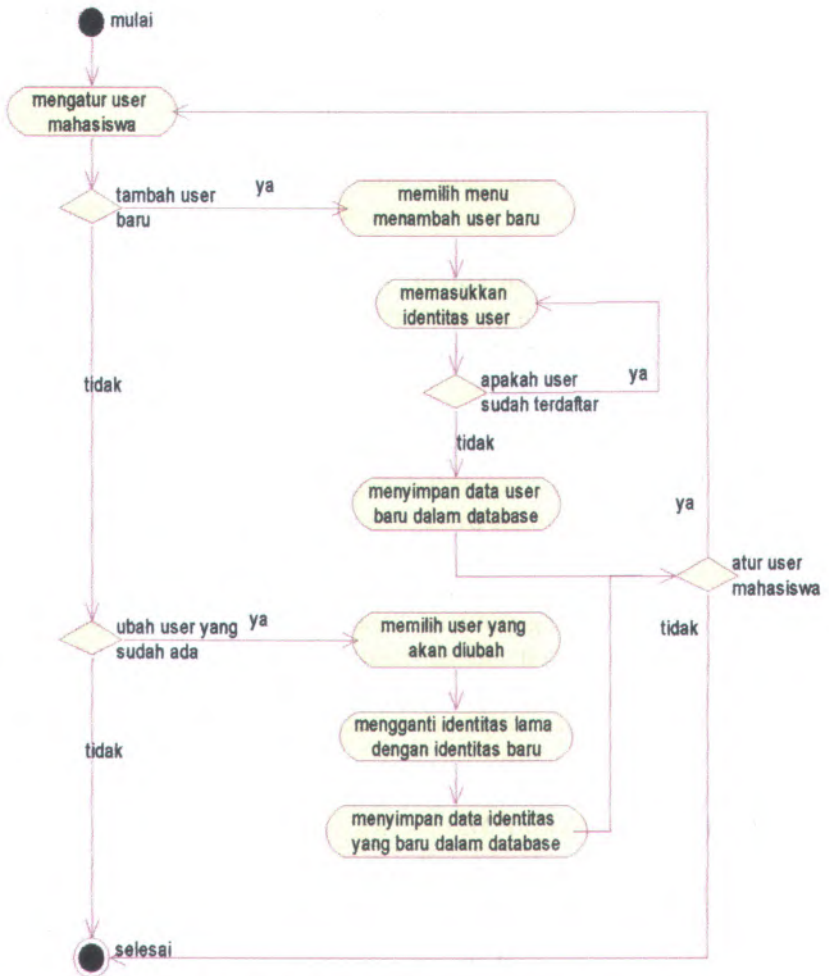 mulai
mengatur user
mahasiswa
tambah user
baru
ya
memilih menu
menambah user baru
memasukkan
identitas user
apakah user
sudah terdaftar
ya
tidak
tidak
menyimpan data user
baru dalam database
ya
atur user
mahasiswa
tidak
ubah user yang
sudah ada
ya
memilih user yang
akan diubah
mengganti identitas lama
dengan identitas baru
tidak
menyimpan data identitas
yang baru dalam database
selesai